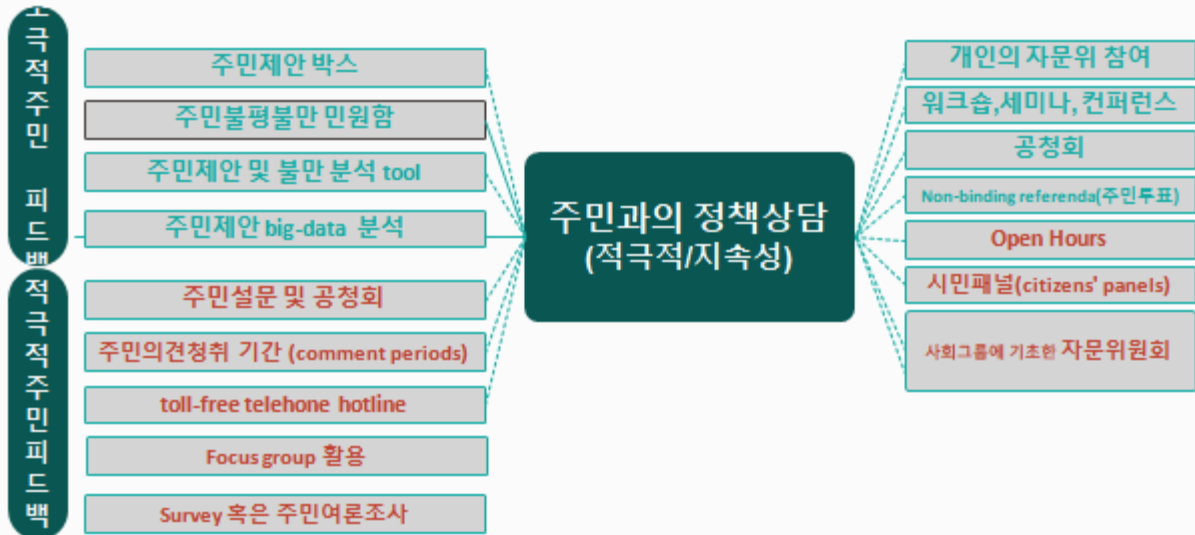 극적주민 피드백
주민제안 박스
주민불평불만 민원함
주민제안 및 불만 분석 tool
주민제안 big-data 분석
적극적주민피드백
주민설문 및 공청회
주민의견청취 기간 (comment periods)
toll-free telehone hotline
Focus group 활용
Survey 혹은 주민여론조사
주민과의 정책상담
(적극적/지속성)
개인의 자문위 참여
워크숍,세미나, 컨퍼런스
공청회
Non-binding referenda(주민투표)
Open Hours
시민패널(citizens' panels)
사회그룹에 기초한 자문위원회